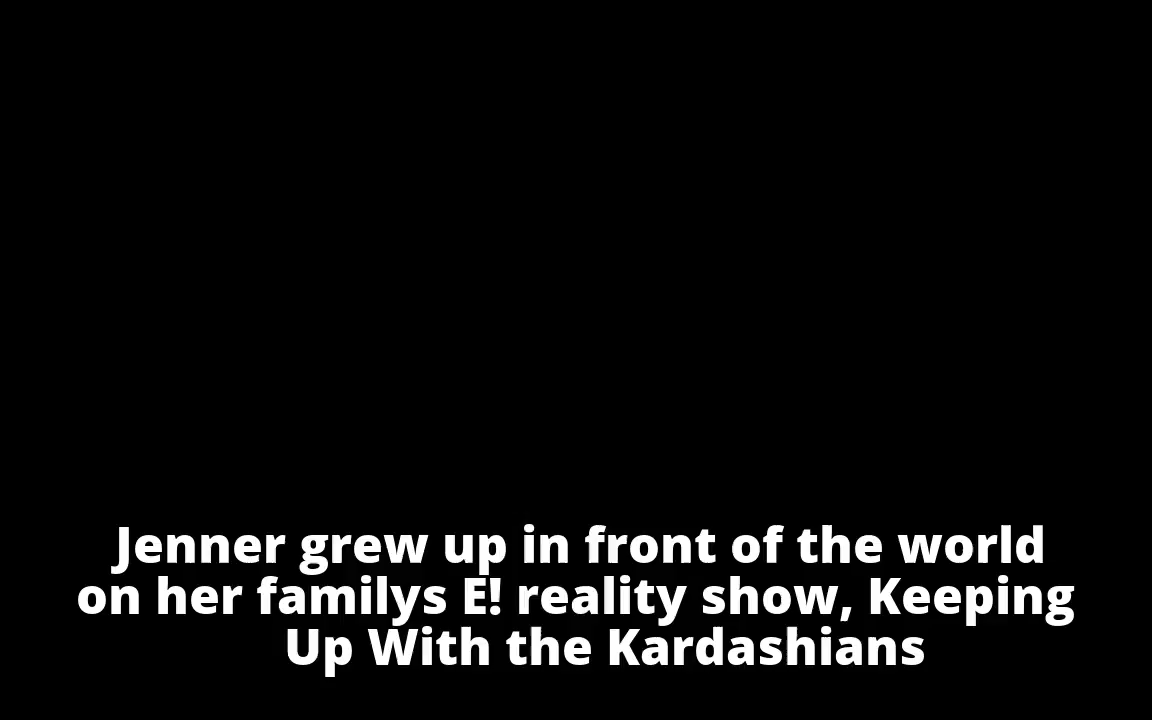 Jenner grew up in front of the world
on her familys E! reality show, Keeping
Up With the Kardashians